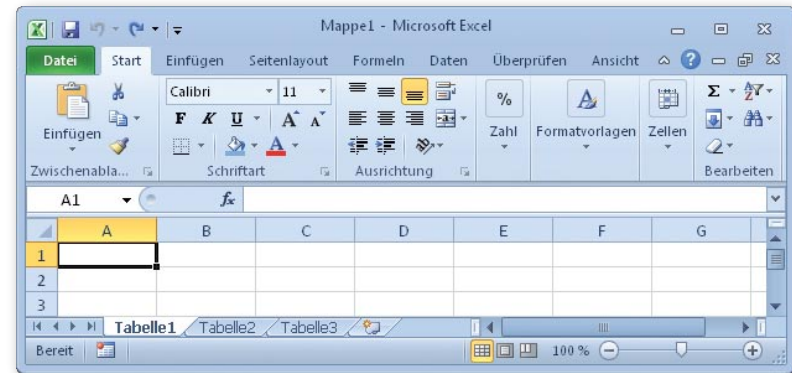 Mappe1 - Microsoft Excel
Datei Start Einfügen Seitenlayout Formeln Daten Überprüfen Ansicht
Calibri 11
F K U A A
Einfügen
% Zahl
A Formatvorlagen
Zellen
Σ A Z
Zwischenabla... Schriftart Ausrichtung Bearbeiten
A1 fx
A B C D E F G
1
2
3
Tabelle1 Tabelle2 Tabelle3
Bereit 100 %